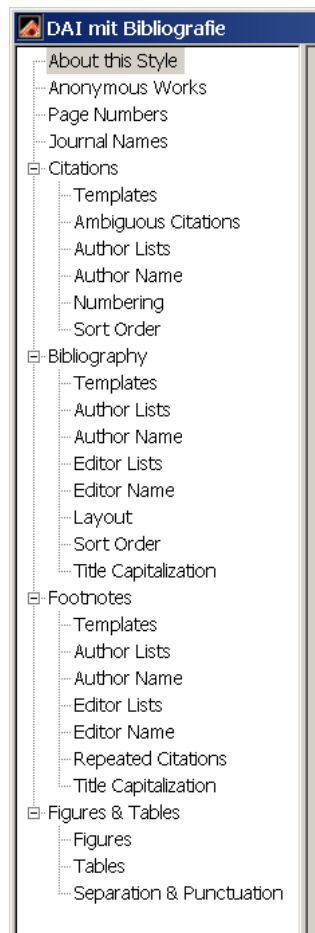 DAI mit Bibliografie
About this Style
Anonymous Works
Page Numbers
Journal Names
Citations
Templates
Ambiguous Citations
Author Lists
Author Name
Numbering
Sort Order
Bibliography
Templates
Author Lists
Author Name
Editor Lists
Editor Name
Layout
Sort Order
Title Capitalization
Footnotes
Templates
Author Lists
Author Name
Editor Lists
Editor Name
Repeated Citations
Title Capitalization
Figures & Tables
Figures
Tables
Separation & Punctuation